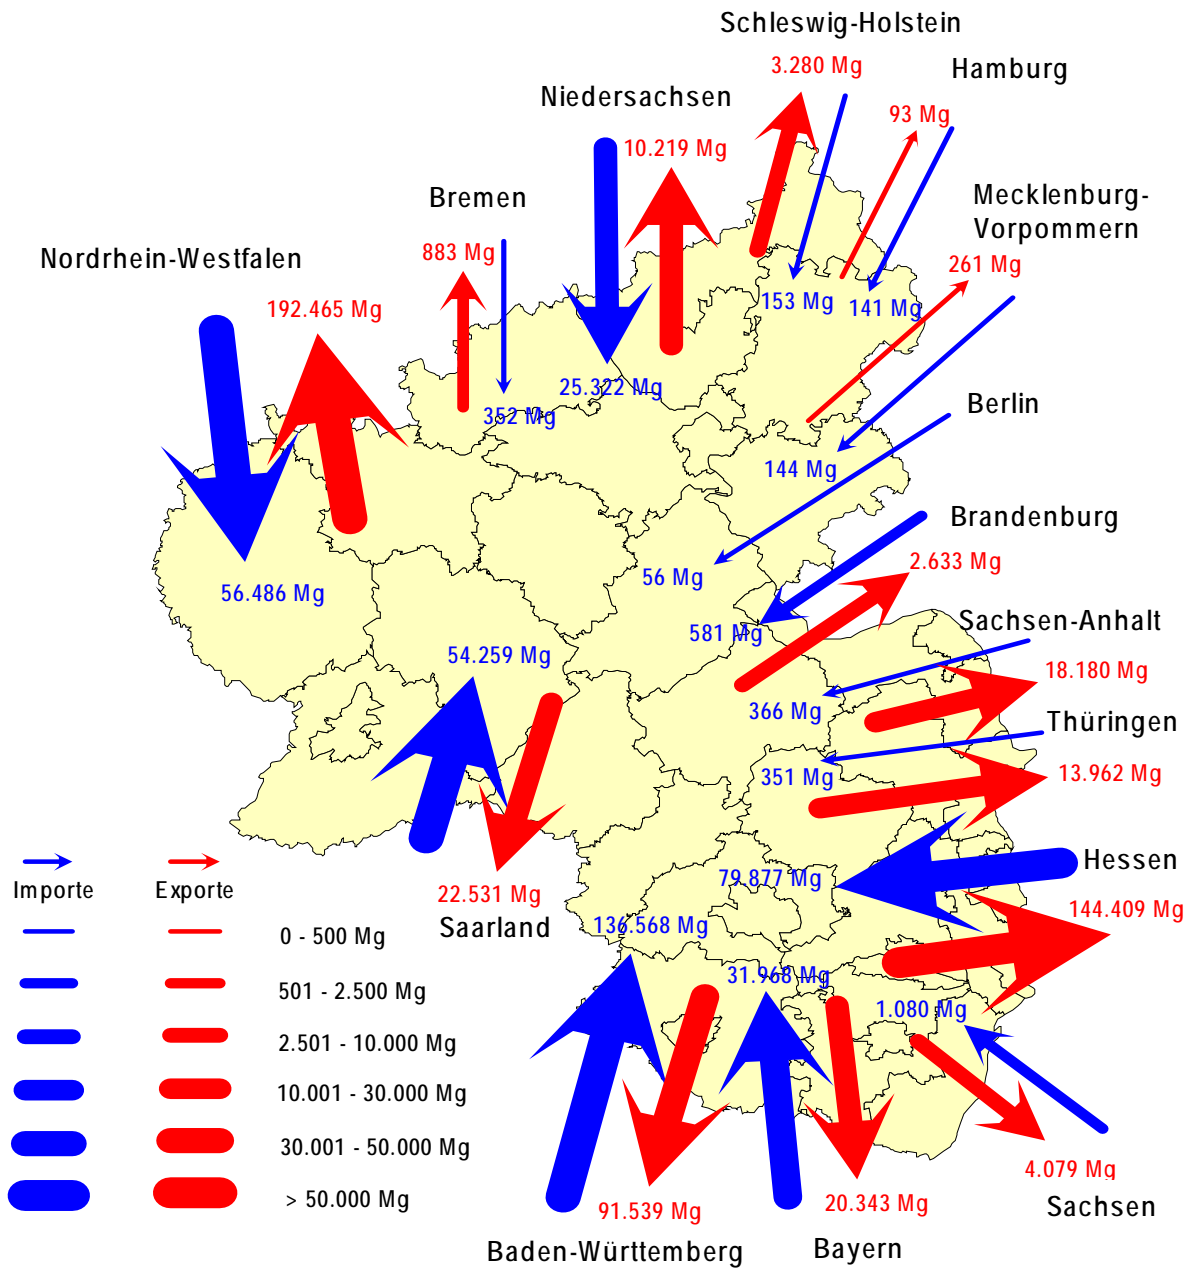 Schleswig-Holstein
3.280 Mg
Hamburg
Niedersachsen
93 Mg
10.219 Mg
Bremen
Mecklenburg-
Vorpommern
Nordrhein-Westfalen
883 Mg
261 Mg
192.465 Mg
153 Mg
141 Mg
25.322 Mg
352 Mg
Berlin
144 Mg
Brandenburg
2.633 Mg
56 Mg
56.486 Mg
581 Mg
Sachsen-Anhalt
54.259 Mg
18.180 Mg
366 Mg
Thüringen
351 Mg
13.962 Mg
Hessen
79.877 Mg
144.409 Mg
22.531 Mg
Saarland
136.568 Mg
31.968 Mg
1.080 Mg
4.079 Mg
Sachsen
91.539 Mg
20.343 Mg
Baden-Württemberg
Bayern
Importe
Exporte
0 - 500 Mg
501 - 2.500 Mg
2.501 - 10.000 Mg
10.001 - 30.000 Mg
30.001 - 50.000 Mg
> 50.000 Mg